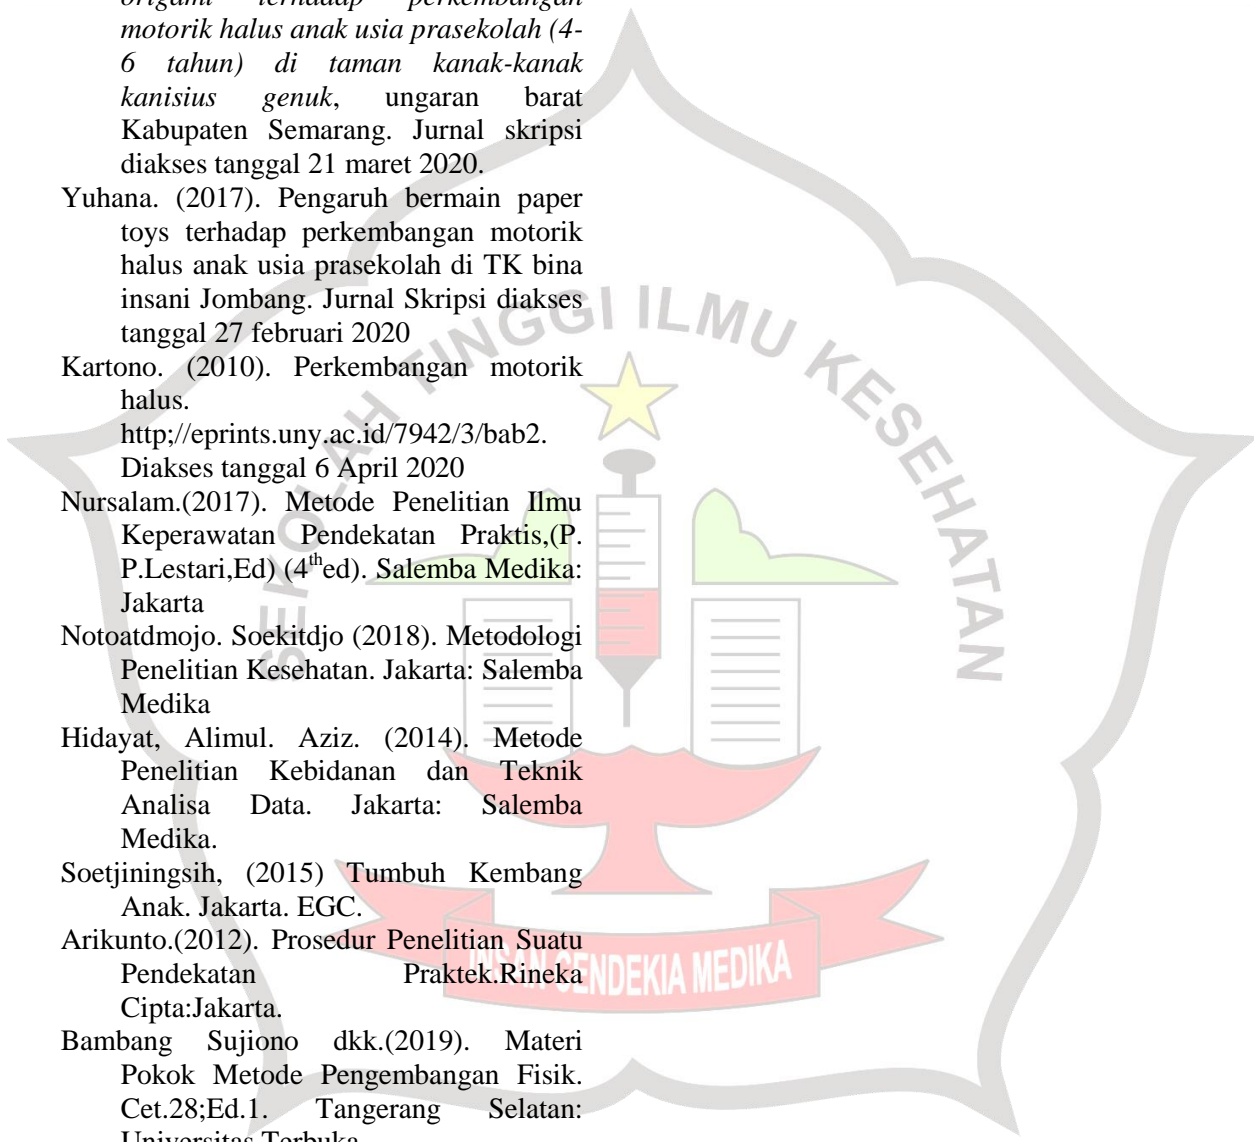 origami terhadap perkembangan
motorik halus anak usia prasekolah (4-
6 tahun) di taman kanak-kanak
kanisius genuk, ungaran barat
Kabupaten Semarang. Jurnal skripsi
diakses tanggal 21 maret 2020.
Yuhana. (2017). Pengaruh bermain paper
toys terhadap perkembangan motorik
halus anak usia prasekolah di TK bina
insani Jombang. Jurnal Skripsi diakses
tanggal 27 februari 2020
Kartono. (2010). Perkembangan motorik
halus.
http;//eprints.uny.ac.id/7942/3/bab2.
Diakses tanggal 6 April 2020
Nursalam.(2017). Metode Penelitian Ilmu
Keperawatan Pendekatan Praktis,(P.
P.Lestari,Ed) (4thed). Salemba Medika:
Jakarta
Notoatdmojo. Soekitdjo (2018). Metodologi
Penelitian Kesehatan. Jakarta: Salemba
Medika
Hidayat, Alimul. Aziz. (2014). Metode
Penelitian Kebidanan dan Teknik
Analisa Data. Jakarta: Salemba
Medika.
Soetjiningsih, (2015) Tumbuh Kembang
Anak. Jakarta. EGC.
Arikunto.(2012). Prosedur Penelitian Suatu
Pendekatan Praktek.Rineka
Cipta:Jakarta.
Bambang Sujiono dkk.(2019). Materi
Pokok Metode Pengembangan Fisik.
Cet.28;Ed.1. Tangerang Selatan:
Universitas Terbuka
SEKOLAH TINGGI ILMU KESEHATAN
INSAN CENDEKIA MEDIKA